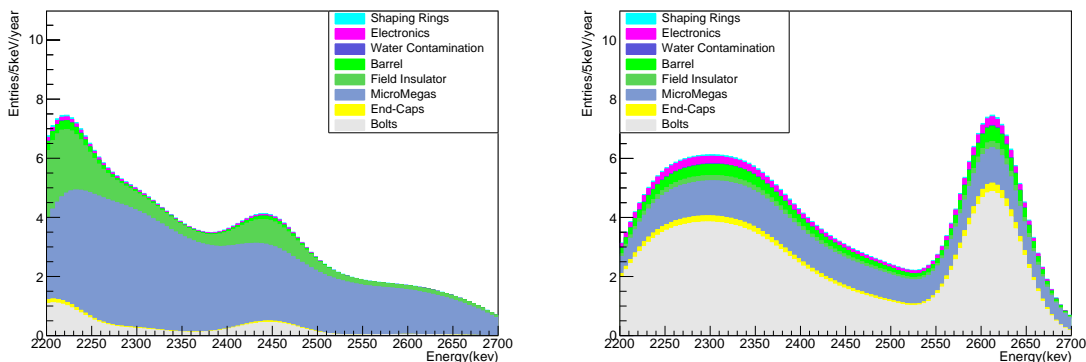 Entries/5keV/year
10
8
6
4
2
0
Shaping Rings
Electronics
Water Contamination
Barrel
Field Insulator
MicroMegas
End-Caps
Bolts
2200 2250 2300 2350 2400 2450 2500 2550 2600 2650 2700
Energy(kev)
Entries/5keV/year
10
8
6
4
2
0
Shaping Rings
Electronics
Water Contamination
Barrel
Field Insulator
MicroMegas
End-Caps
Bolts
2200 2250 2300 2350 2400 2450 2500 2550 2600 2650 2700
Energy(kev)